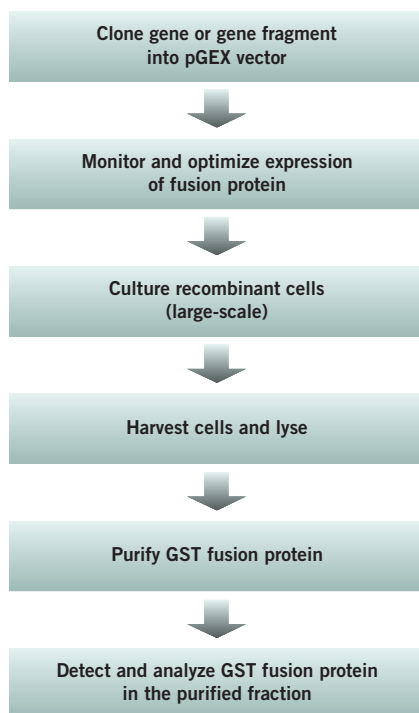 Clone gene or gene fragment
into pGEX vector
Monitor and optimize expression
of fusion protein
Culture recombinant cells
(large-scale)
Harvest cells and lyse
Purify GST fusion protein
Detect and analyze GST fusion protein
in the purified fraction